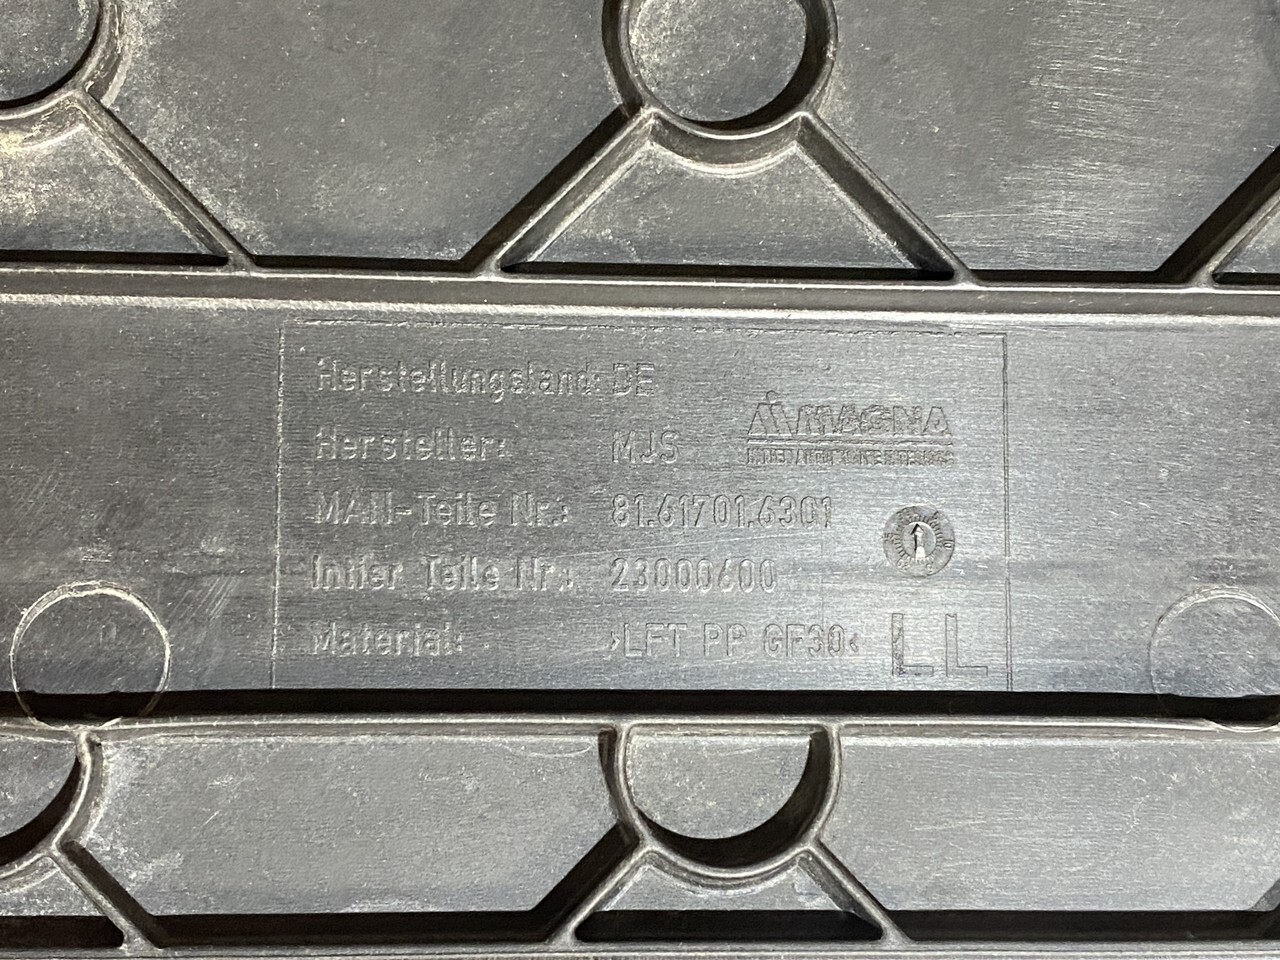 Herstellungsland: DE
Hersteller: MJS
MAGNA
MAN-Teile Nr.: 81.61701.6301
Intier Teile Nr.: 23000600
Material: >LFT PP GF30<
LL